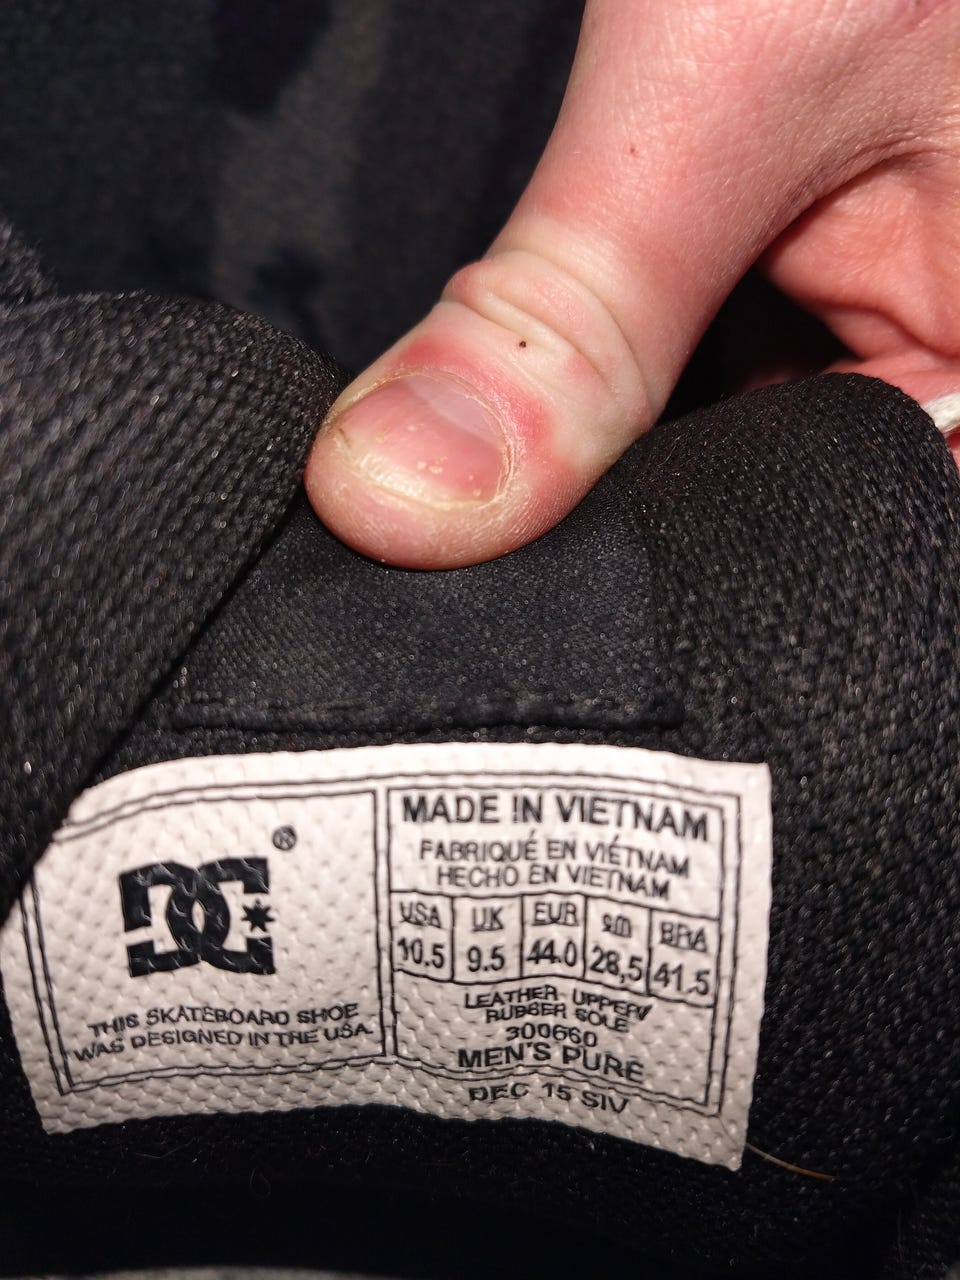 DC®
THIS SKATEBOARD SHOE
WAS DESIGNED IN THE USA.
MADE IN VIETNAM
FABRIQUÉ EN VIÉTNAM
HECHO EN VIETNAM
USA UK EUR cm BRA
10.5 9.5 44.0 28,5 41.5
LEATHER UPPER/
RUBBER SOLE
300660
MEN'S PURE
DEC 15 SIV